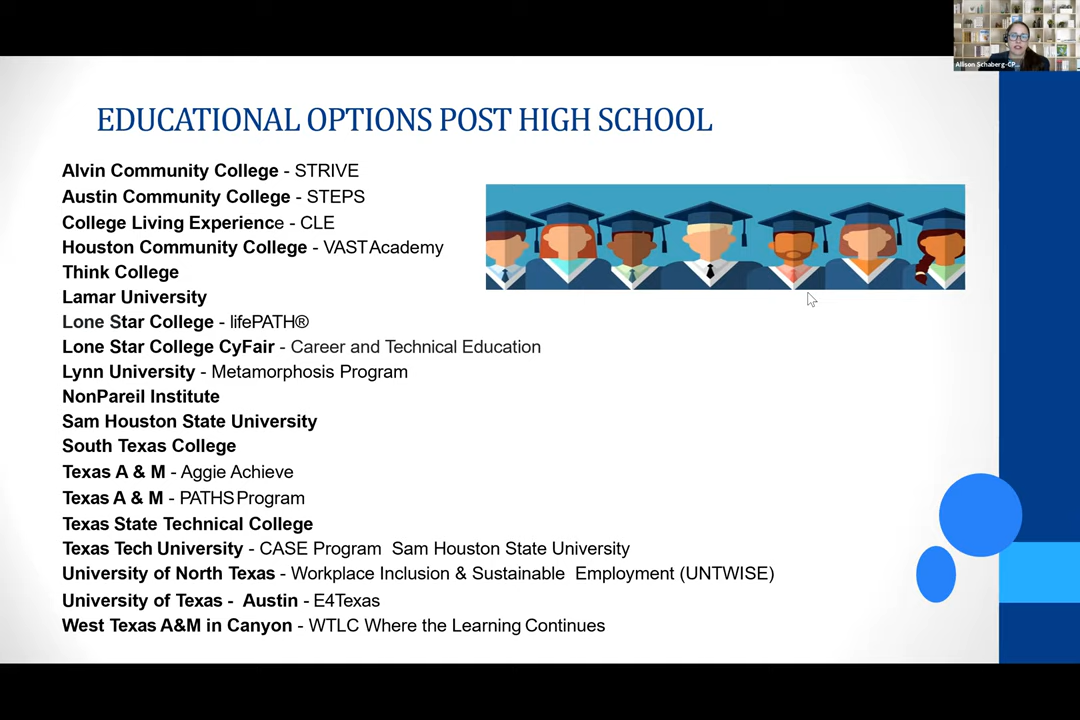 Allison Schaberg-CP...
EDUCATIONAL OPTIONS POST HIGH SCHOOL
Alvin Community College - STRIVE
Austin Community College - STEPS
College Living Experience - CLE
Houston Community College - VAST Academy
Think College
Lamar University
Lone Star College - lifePATH®
Lone Star College CyFair - Career and Technical Education
Lynn University - Metamorphosis Program
NonPareil Institute
Sam Houston State University
South Texas College
Texas A & M - Aggie Achieve
Texas A & M - PATHS Program
Texas State Technical College
Texas Tech University - CASE Program Sam Houston State University
University of North Texas - Workplace Inclusion & Sustainable Employment (UNTWISE)
University of Texas - Austin - E4Texas
West Texas A&M in Canyon - WTLC Where the Learning Continues